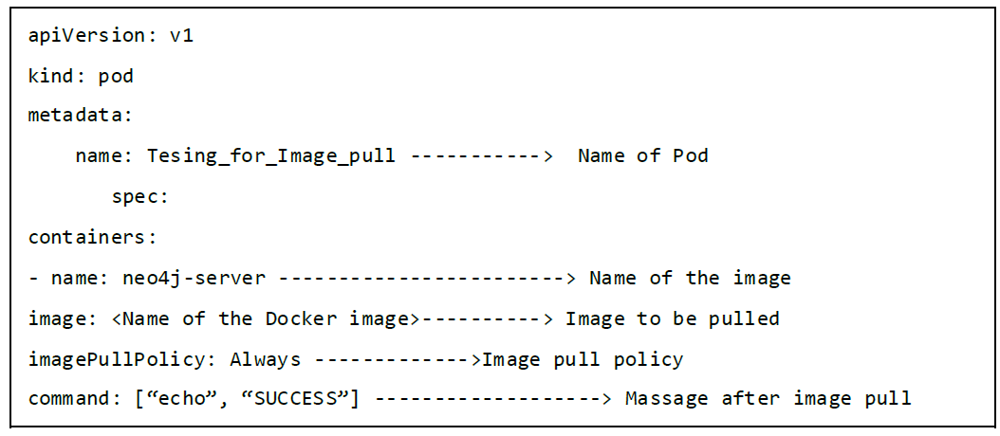 apiVersion: v1
kind: pod
metadata:
name: Tesing_for_Image_pull -----------> Name of Pod
spec:
containers:
- name: neo4j-server ------------------------> Name of the image
image: <Name of the Docker image>----------> Image to be pulled
imagePullPolicy: Always ------------->Image pull policy
command: [“echo”, “SUCCESS”] -------------------> Massage after image pull